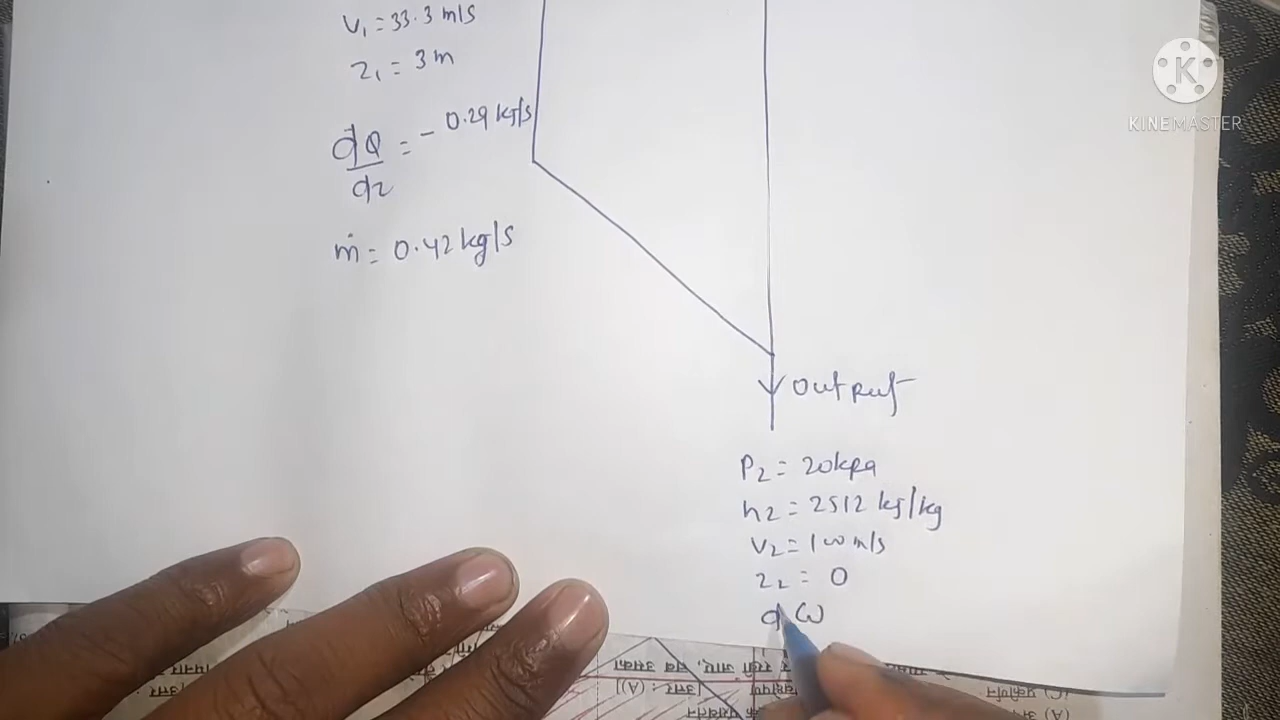 V₁ = 33.3 m/s
Z₁ = 3 m
dQ/dz = - 0.29 kJ/s
ṁ = 0.42 kg/s
KINEMASTER
output
P₂ = 20kpa
h₂ = 2512 kJ/kg
V₂ = 100 m/s
Z₂ = 0
dW